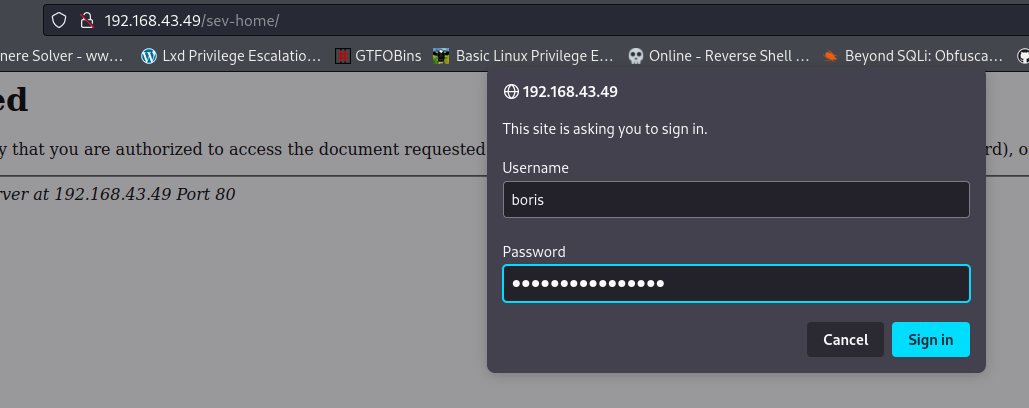 192.168.43.49/sev-home/
nere Solver - ww… Lxd Privilege Escalatio… GTFOBins Basic Linux Privilege E… Online - Reverse Shell … Beyond SQLi: Obfusca…
ed
192.168.43.49
This site is asking you to sign in.
y that you are authorized to access the document requested rd), o
Username
rver at 192.168.43.49 Port 80
boris
Password
••••••••••••••••
Cancel Sign in